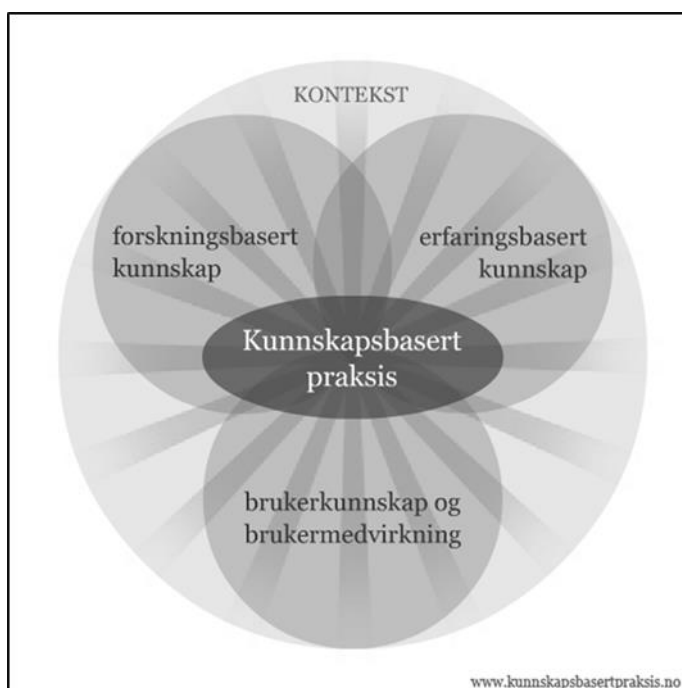 KONTEKST
forskningsbasert
kunnskap
erfaringsbasert
kunnskap
Kunnskapsbasert
praksis
brukerkunnskap og
brukermedvirkning
www.kunnskapsbasertpraksis.no